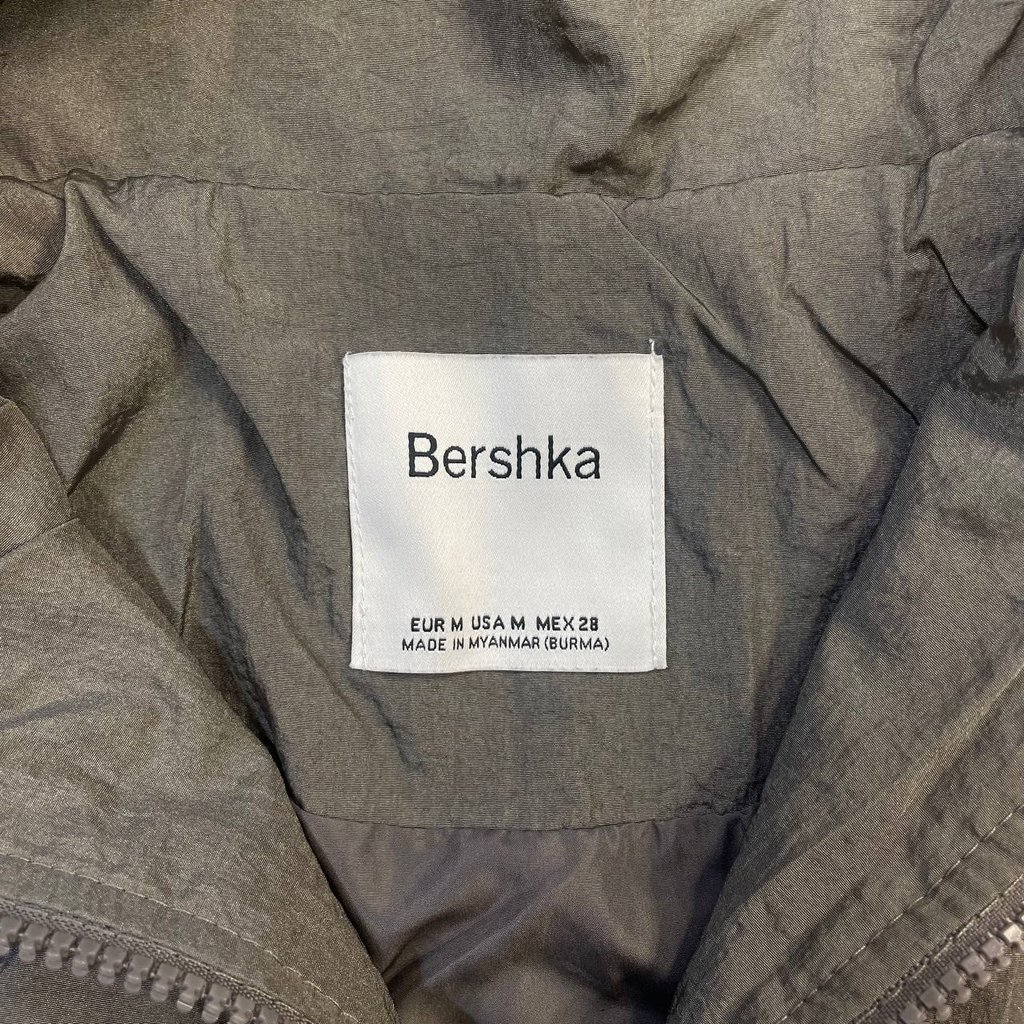 Bershka
EUR M USA M MEX 28
MADE IN MYANMAR (BURMA)